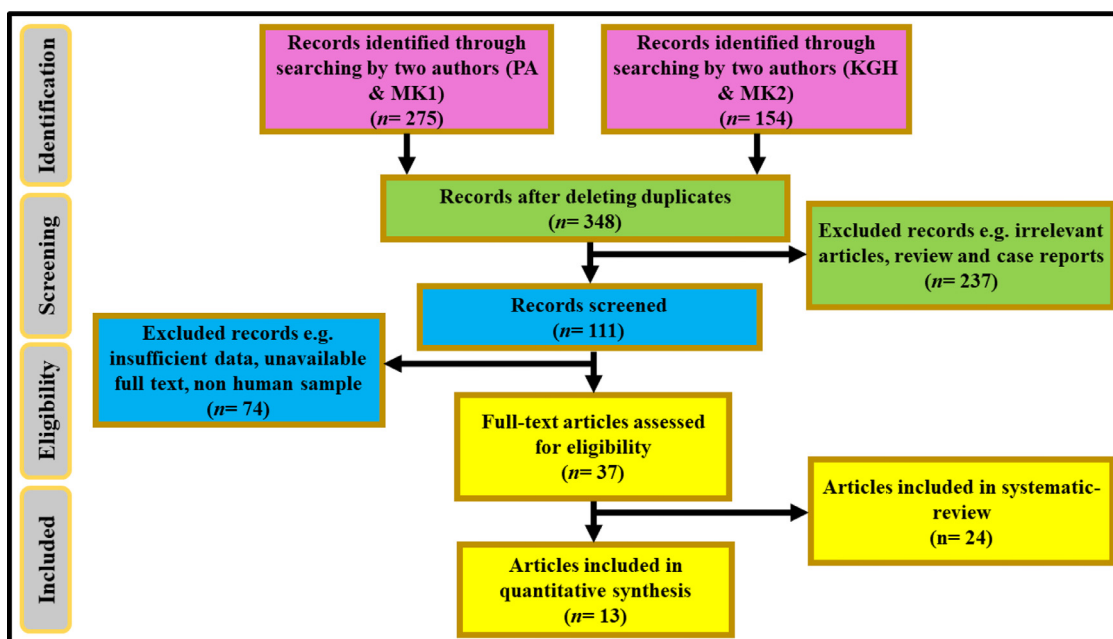 Identification
Records identified through
searching by two authors (PA
& MK1)
(n= 275)
Records identified through
searching by two authors (KGH
& MK2)
(n= 154)
Records after deleting duplicates
(n= 348)
Screening
Excluded records e.g. irrelevant
articles, review and case reports
(n= 237)
Records screened
(n= 111)
Excluded records e.g.
insufficient data, unavailable
full text, non human sample
(n= 74)
Eligibility
Full-text articles assessed
for eligibility
(n= 37)
Articles included in systematic-
review
(n= 24)
Included
Articles included in
quantitative synthesis
(n= 13)